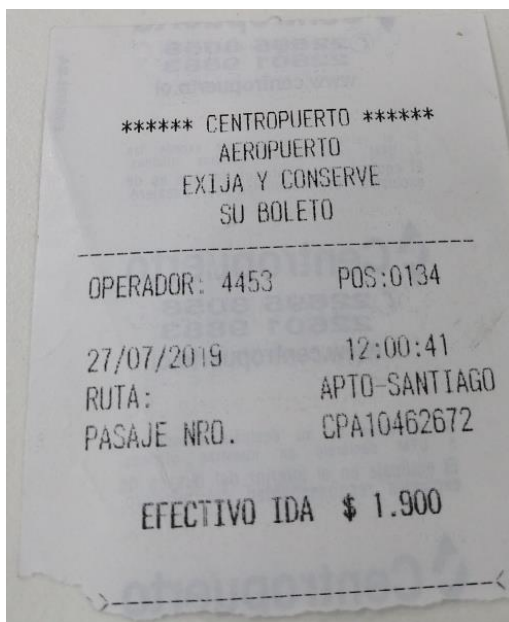 ****** CENTROPUERTO ******
AEROPUERTO
EXIJA Y CONSERVE
SU BOLETO
OPERADOR: 4453 POS:0134
27/07/2019 12:00:41
RUTA: APTO-SANTIAGO
PASAJE NRO. CPA10462672
EFECTIVO IDA $ 1.900